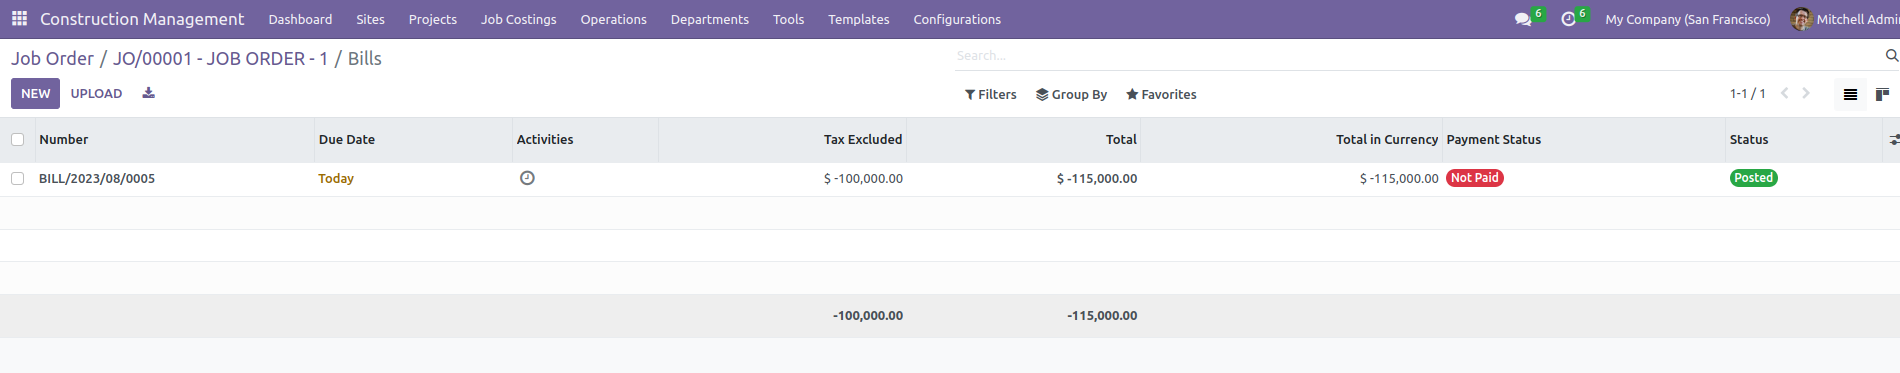 Construction Management Dashboard Sites Projects Job Costings Operations Departments Tools Templates Configurations 6 6 My Company (San Francisco) Mitchell Admi
Job Order / JO/00001 - JOB ORDER - 1 / Bills Search...
NEW UPLOAD Filters Group By Favorites 1-1 / 1
Number Due Date Activities Tax Excluded Total Total in Currency Payment Status Status
BILL/2023/08/0005 Today $ -100,000.00 $ -115,000.00 $ -115,000.00 Not Paid Posted
-100,000.00 -115,000.00